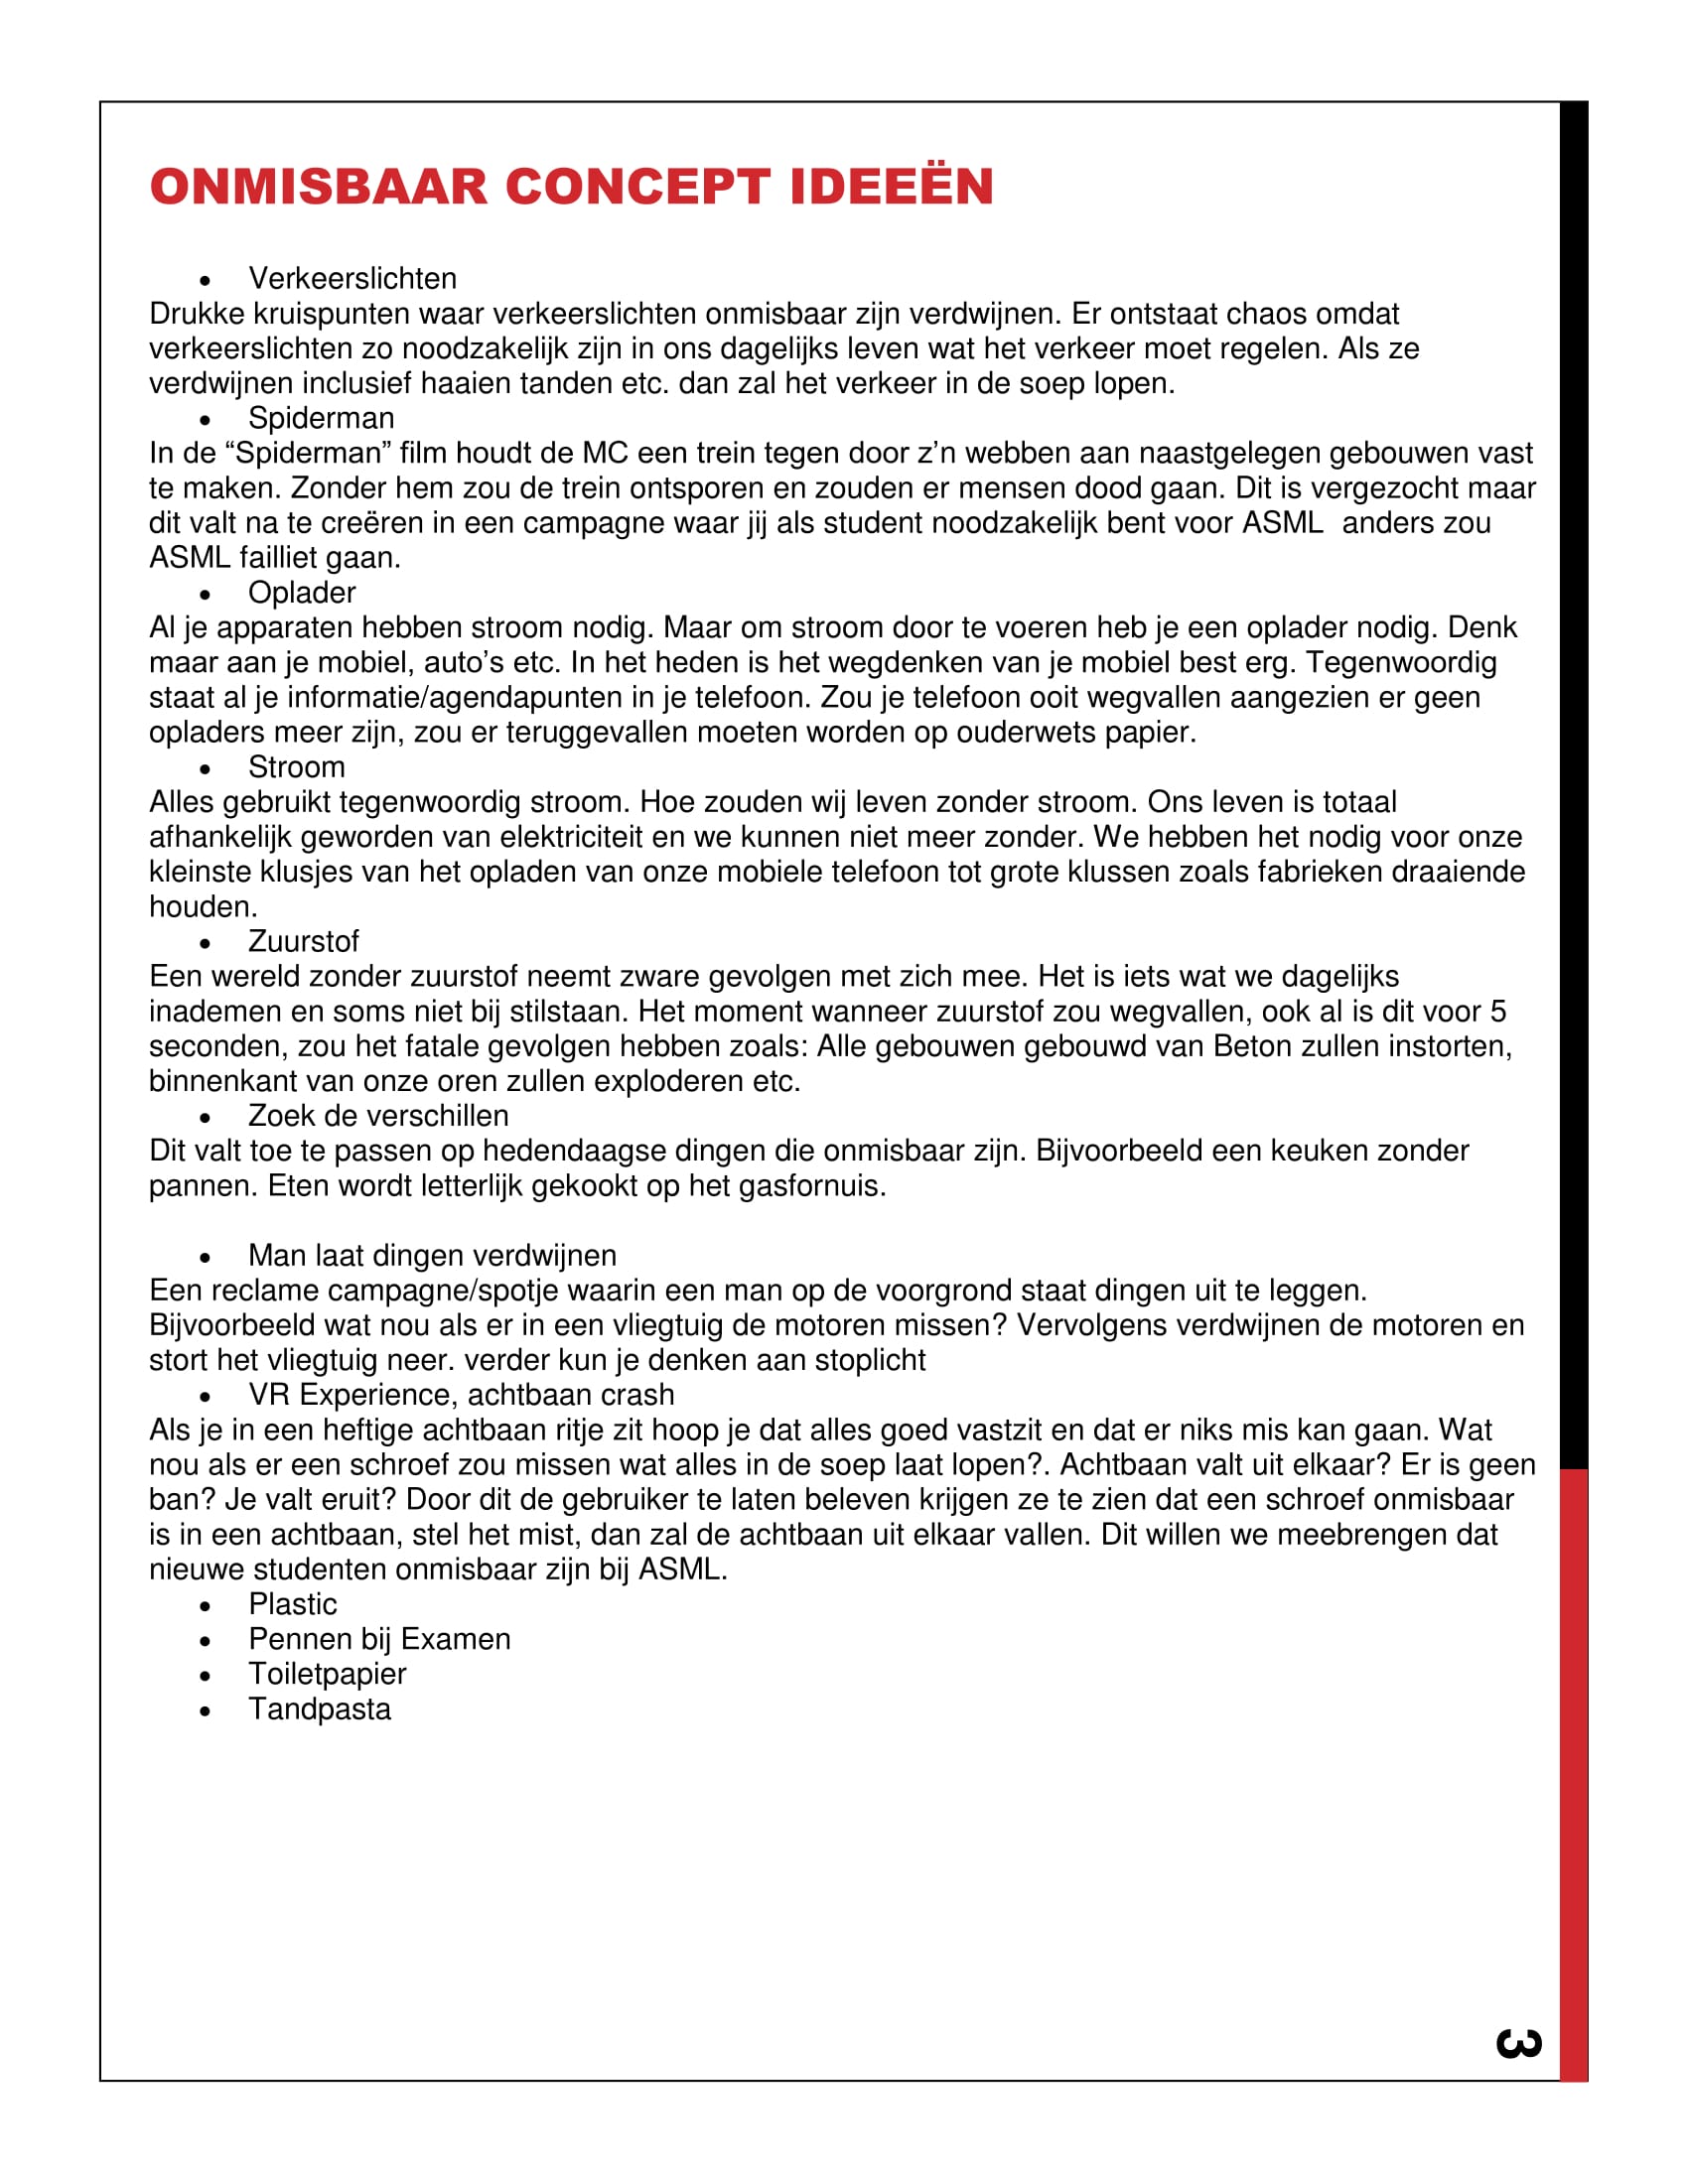 ONMISBAAR CONCEPT IDEEËN
• Verkeerslichten
Drukke kruispunten waar verkeerslichten onmisbaar zijn verdwijnen. Er ontstaat chaos omdat
verkeerslichten zo noodzakelijk zijn in ons dagelijks leven wat het verkeer moet regelen. Als ze
verdwijnen inclusief haaien tanden etc. dan zal het verkeer in de soep lopen.
• Spiderman
In de “Spiderman” film houdt de MC een trein tegen door z’n webben aan naastgelegen gebouwen vast
te maken. Zonder hem zou de trein ontsporen en zouden er mensen dood gaan. Dit is vergezocht maar
dit valt na te creëren in een campagne waar jij als student noodzakelijk bent voor ASML  anders zou
ASML failliet gaan.
• Oplader
Al je apparaten hebben stroom nodig. Maar om stroom door te voeren heb je een oplader nodig. Denk
maar aan je mobiel, auto’s etc. In het heden is het wegdenken van je mobiel best erg. Tegenwoordig
staat al je informatie/agendapunten in je telefoon. Zou je telefoon ooit wegvallen aangezien er geen
opladers meer zijn, zou er teruggevallen moeten worden op ouderwets papier.
• Stroom
Alles gebruikt tegenwoordig stroom. Hoe zouden wij leven zonder stroom. Ons leven is totaal
afhankelijk geworden van elektriciteit en we kunnen niet meer zonder. We hebben het nodig voor onze
kleinste klusjes van het opladen van onze mobiele telefoon tot grote klussen zoals fabrieken draaiende
houden.
• Zuurstof
Een wereld zonder zuurstof neemt zware gevolgen met zich mee. Het is iets wat we dagelijks
inademen en soms niet bij stilstaan. Het moment wanneer zuurstof zou wegvallen, ook al is dit voor 5
seconden, zou het fatale gevolgen hebben zoals: Alle gebouwen gebouwd van Beton zullen instorten,
binnenkant van onze oren zullen exploderen etc.
• Zoek de verschillen
Dit valt toe te passen op hedendaagse dingen die onmisbaar zijn. Bijvoorbeeld een keuken zonder
pannen. Eten wordt letterlijk gekookt op het gasfornuis.
• Man laat dingen verdwijnen
Een reclame campagne/spotje waarin een man op de voorgrond staat dingen uit te leggen.
Bijvoorbeeld wat nou als er in een vliegtuig de motoren missen? Vervolgens verdwijnen de motoren en
stort het vliegtuig neer. verder kun je denken aan stoplicht
• VR Experience, achtbaan crash
Als je in een heftige achtbaan ritje zit hoop je dat alles goed vastzit en dat er niks mis kan gaan. Wat
nou als er een schroef zou missen wat alles in de soep laat lopen?. Achtbaan valt uit elkaar? Er is geen
ban? Je valt eruit? Door dit de gebruiker te laten beleven krijgen ze te zien dat een schroef onmisbaar
is in een achtbaan, stel het mist, dan zal de achtbaan uit elkaar vallen. Dit willen we meebrengen dat
nieuwe studenten onmisbaar zijn bij ASML.
• Plastic
• Pennen bij Examen
• Toiletpapier
• Tandpasta
3